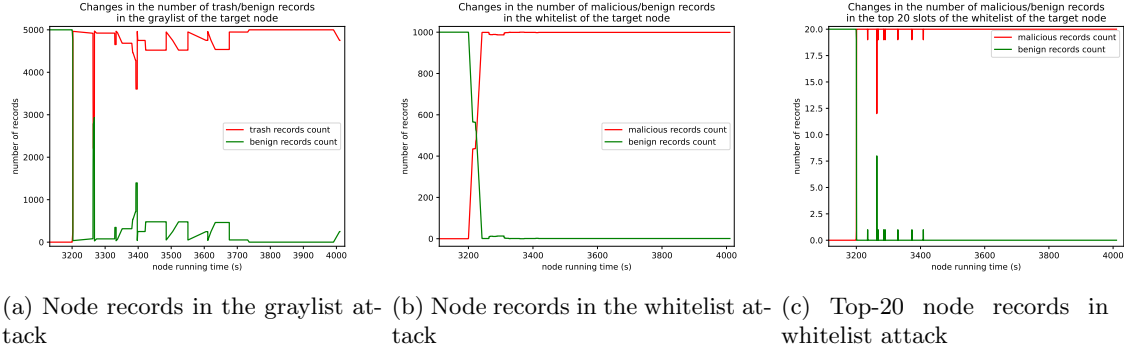 Changes in the number of trash/benign records
in the graylist of the target node
5000
4000
3000
2000
1000
0
number of records
trash records count
benign records count
3200 3300 3400 3500 3600 3700 3800 3900 4000
node running time (s)
Changes in the number of malicious/benign records
in the whitelist of the target node
1000
800
600
400
200
0
number of records
malicious records count
benign records count
3200 3400 3600 3800 4000
node running time (s)
Changes in the number of malicious/benign records
in the top 20 slots of the whitelist of the target node
20.0
17.5
15.0
12.5
10.0
7.5
5.0
2.5
0.0
number of records
malicious records count
benign records count
3200 3400 3600 3800 4000
node running time (s)
(a) Node records in the graylist at-
tack
(b) Node records in the whitelist at-
tack
(c) Top-20 node records in
whitelist attack